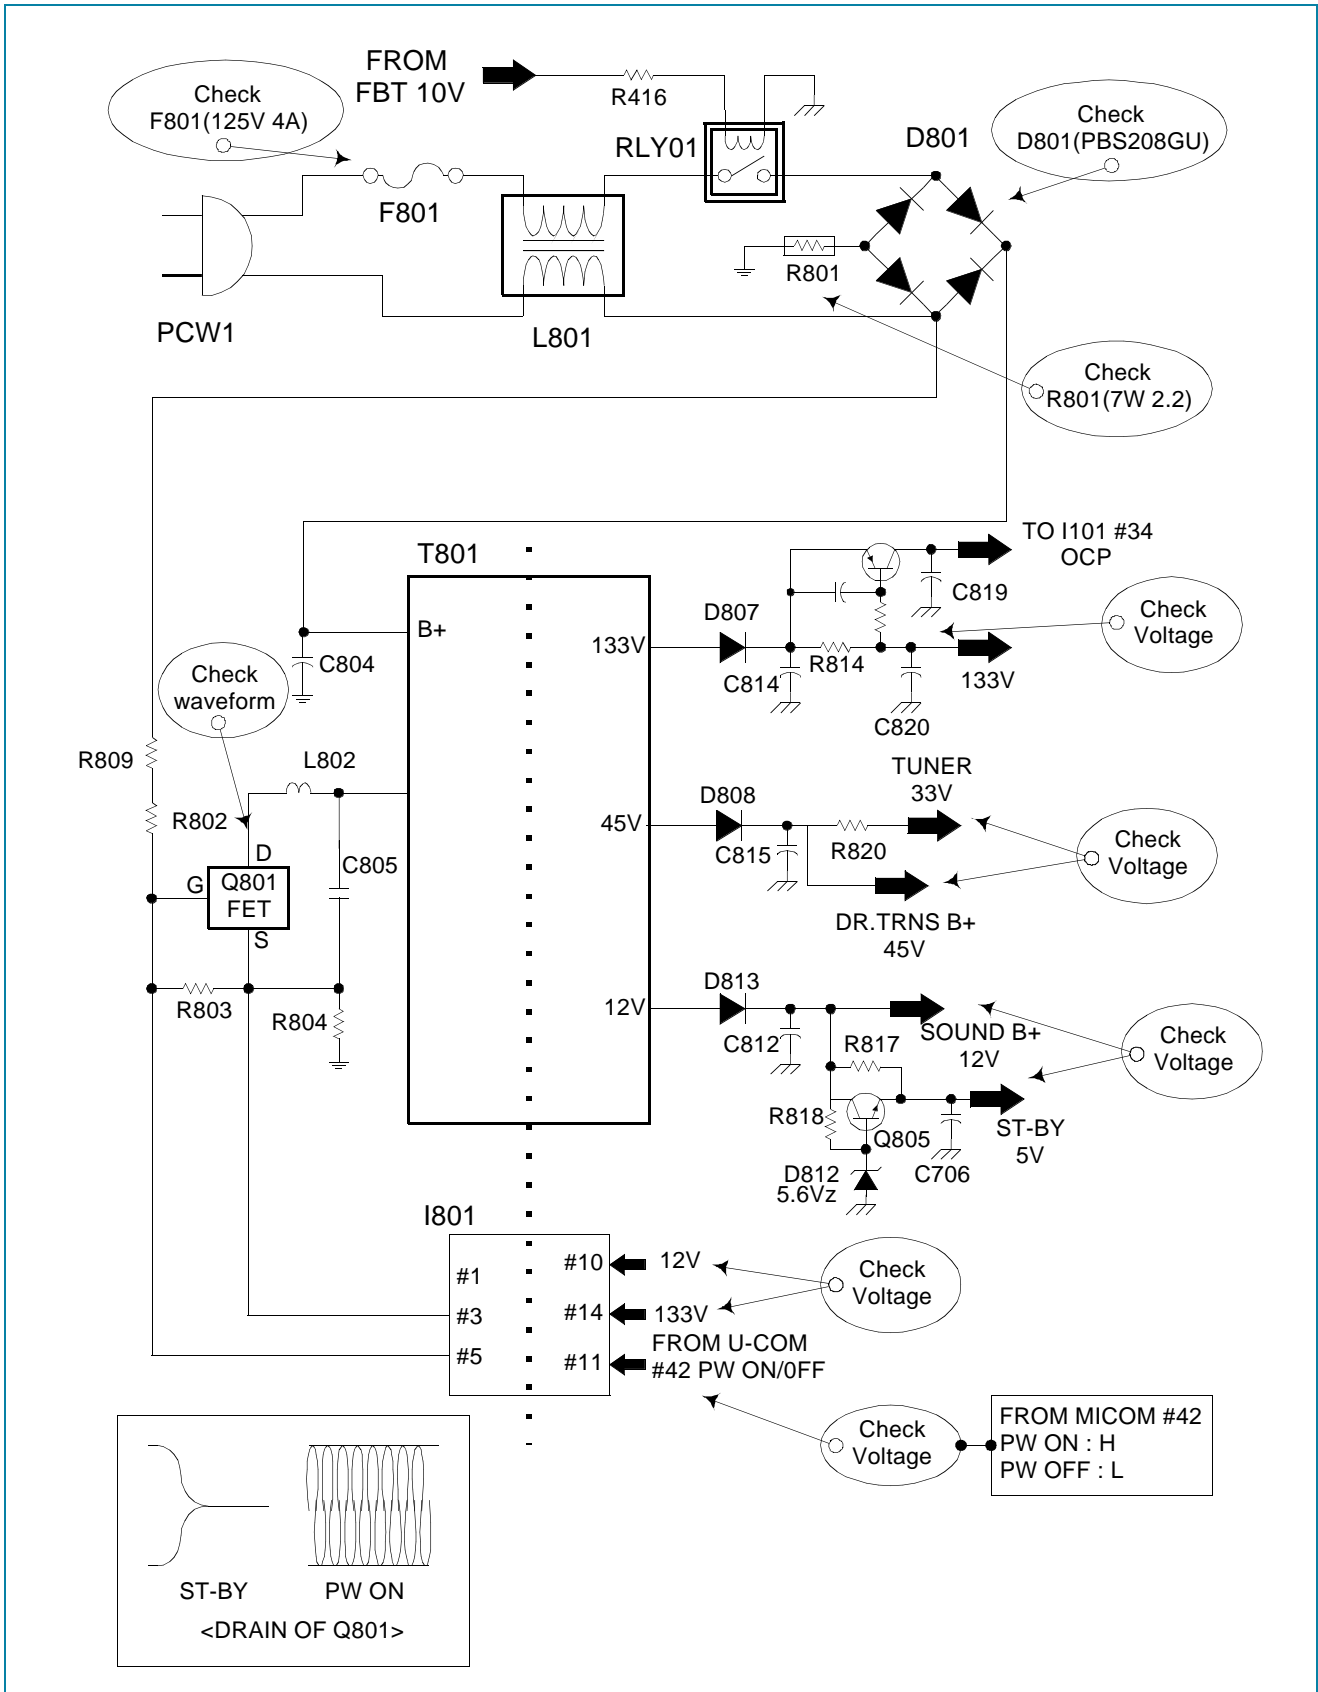 FROM
FBT 10V
R416
Check
F801(125V 4A)
RLY01
D801
Check
D801(PBS208GU)
F801
R801
PCW1
L801
Check
R801(7W 2.2)
T801
TO I101 #34
OCP
C819
D807
Check
Voltage
B+
133V
C804
R814
C814
133V
C820
Check
waveform
R809
L802
TUNER
33V
D808
R802
45V
C815
R820
Check
Voltage
D
C805
G
Q801
FET
S
DR.TRNS B+
45V
D813
R803
R804
12V
C812
R817
SOUND B+
12V
Check
Voltage
R818
Q805
ST-BY
5V
D812
5.6Vz
C706
I801
#10
12V
Check
Voltage
#1
#3
#14
133V
#5
#11
FROM U-COM
#42 PW ON/0FF
Check
Voltage
FROM MICOM #42
PW ON : H
PW OFF : L
ST-BY
PW ON
<DRAIN OF Q801>